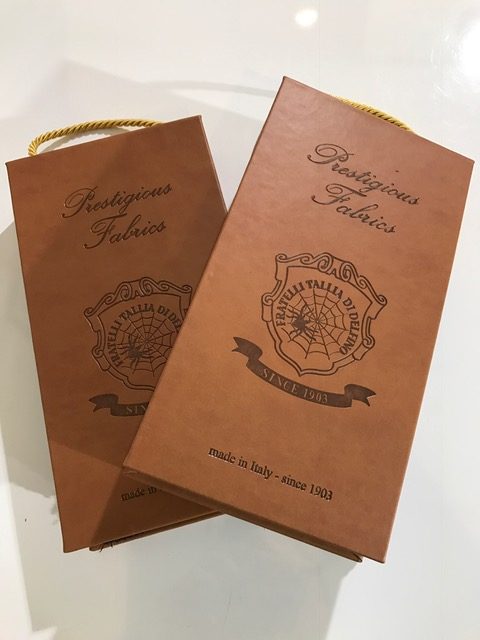 Prestigious
Fabrics
FRATELLI TALLIA DI DELFINO
SINCE 1903
made in Italy - since 1903
Prestigious
Fabrics
FRATELLI TALLIA DI DELFINO
SIN
made in